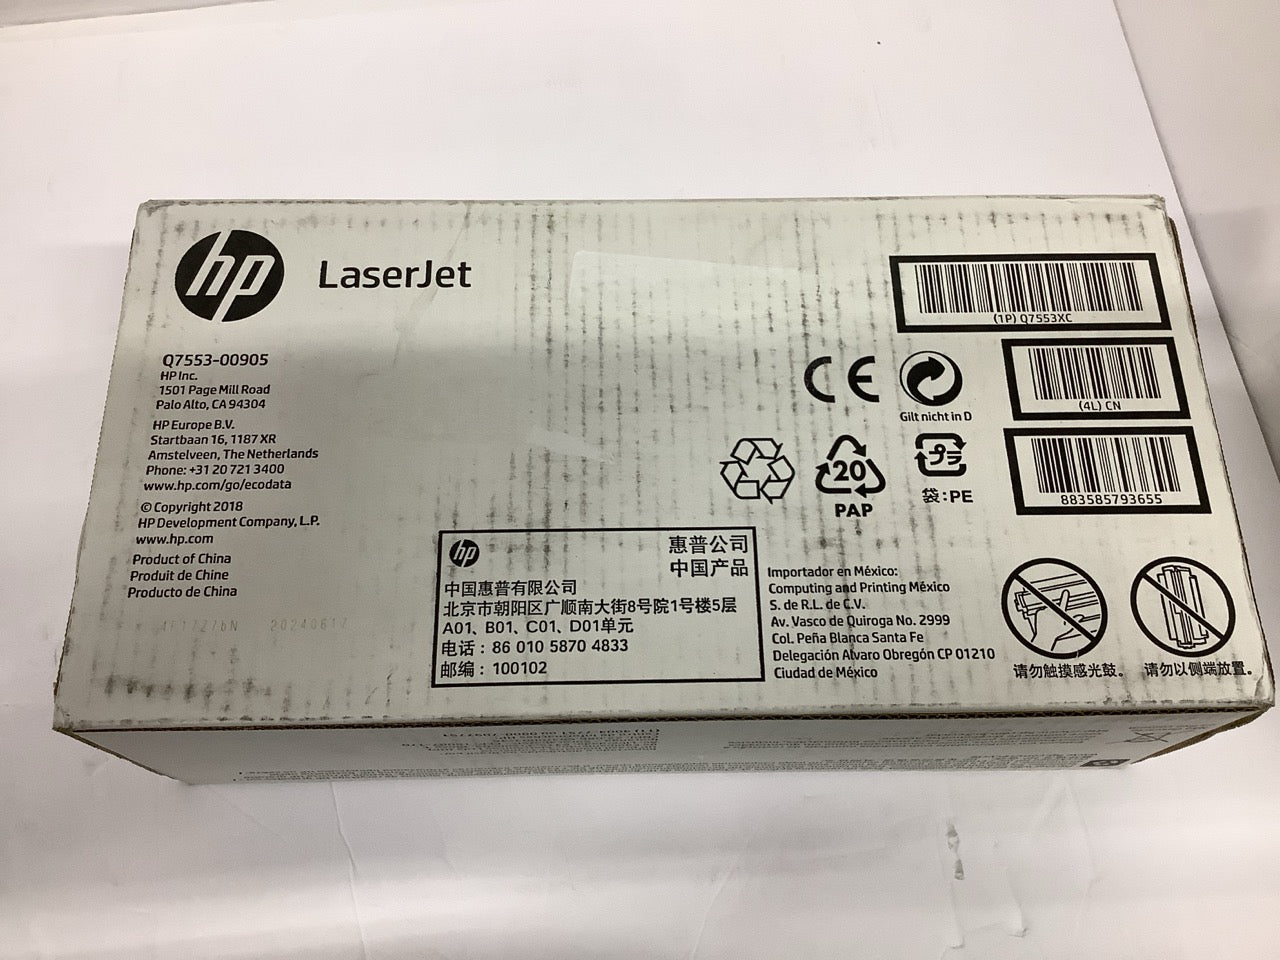 hp LaserJet
Q7553-00905
HP Inc.
1501 Page Mill Road
Palo Alto, CA 94304
HP Europe B.V.
Startbaan 16, 1187 XR
Amstelveen, The Netherlands
Phone: +31 20 721 3400
www.hp.com/go/ecodata
© Copyright 2018
HP Development Company, L.P.
www.hp.com
Product of China
Produit de Chine
Producto de China
20240617
hp
惠普公司
中国产品
中国惠普有限公司
北京市朝阳区广顺南大街8号院1号楼5层
A01、B01、C01、D01单元
电话：86 010 5870 4833
邮编：100102
(1P) Q7553XC
CE
Gilt nicht in D
(4L) CN
20
PAP
プラ
袋:PE
883585793655
Importador en México:
Computing and Printing México
S. de R.L. de C.V.
Av. Vasco de Quiroga No. 2999
Col. Peña Blanca Santa Fe
Delegación Alvaro Obregón CP 01210
Ciudad de México
请勿触摸感光鼓。
请勿以侧端放置。